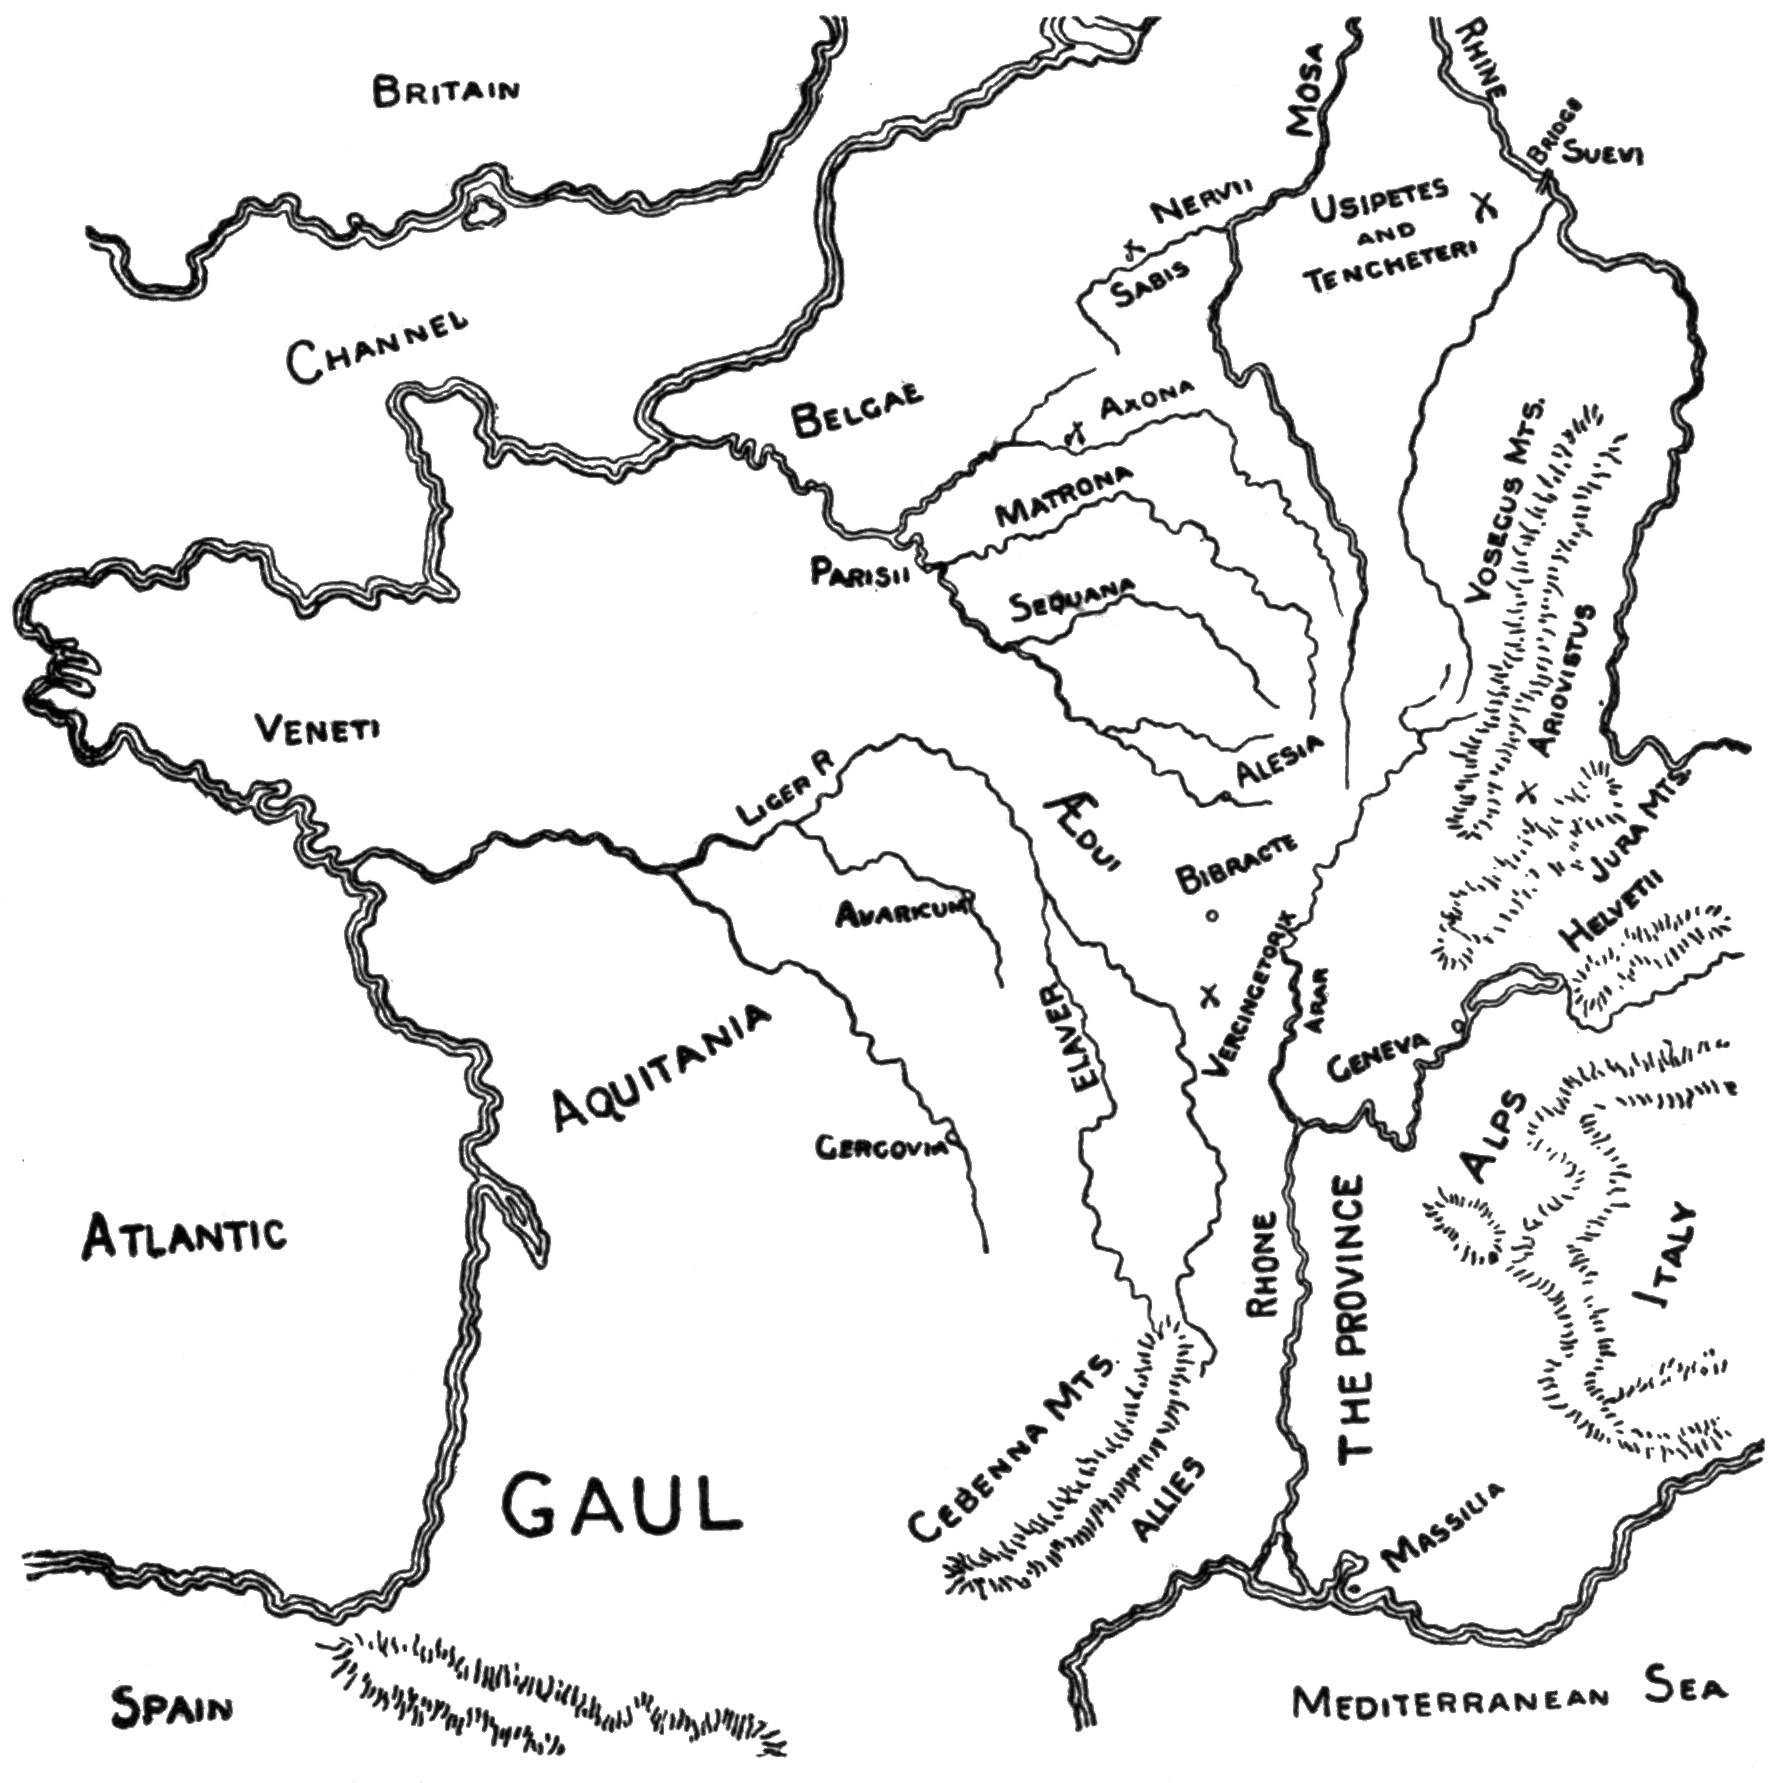 BRITAIN
MOSA
RHINE
BRIDGE
SUEVI
NERVII
USIPETES
AND
TENCHETERI
SABIS
CHANNEL
BELGAE
AXONA
VOSEGUS MTS.
MATRONA
PARISII
SEQUANA
ARIOVISTUS
VENETI
LIGER R
ALESIA
ÆDUI
JURA MTS.
BIBRACTE
HELVETII
AVARICUM
VERCINGETORIX
ARAR
ELAVER
GENEVA
AQUITANIA
ALPS
GERGOVIA
ATLANTIC
RHONE
THE PROVINCE
ITALY
CEBENNA MTS.
GAUL
ALLIES
MASSILIA
SPAIN
MEDITERRANEAN SEA